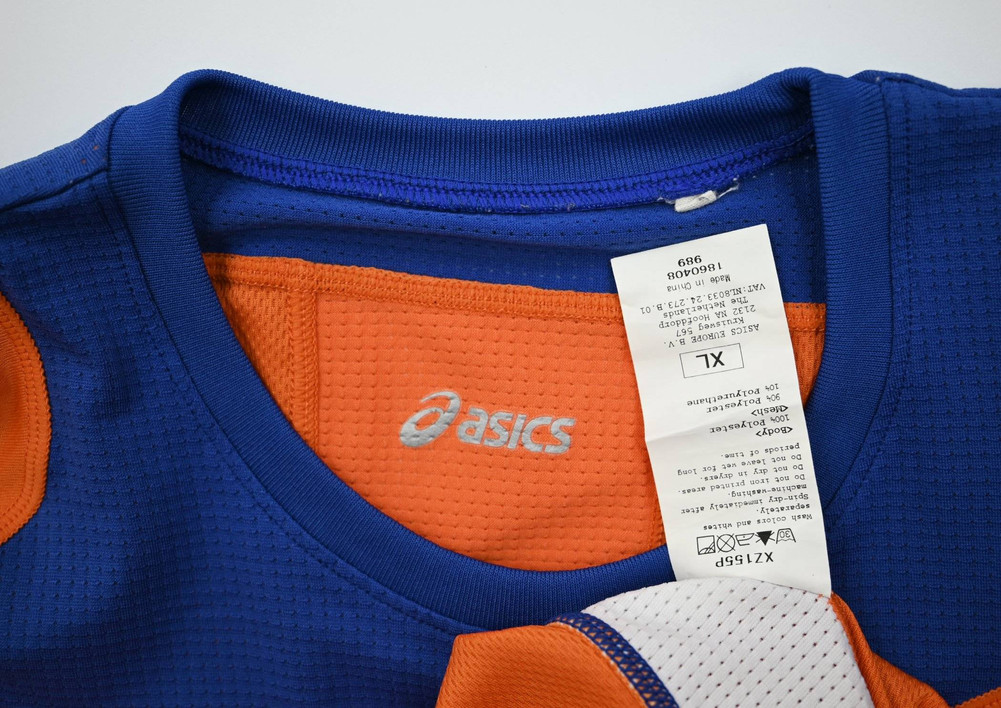 asics
XZ155P
30
Wash colors and whites
separately.
Spin-dry immediately after
machine-washing.
Do not iron printed areas.
Do not dry in dryers.
Do not leave wet for long
periods of time.
<Body>
100% Polyester
<Mesh>
90% Polyester
10% Polyurethane
XL
ASICS EUROPE B.V.
Kruisweg 567
2132 NA Hoofddorp
The Netherlands
VAT:NL8033.24.273.B.01
Made in China
1860408
989